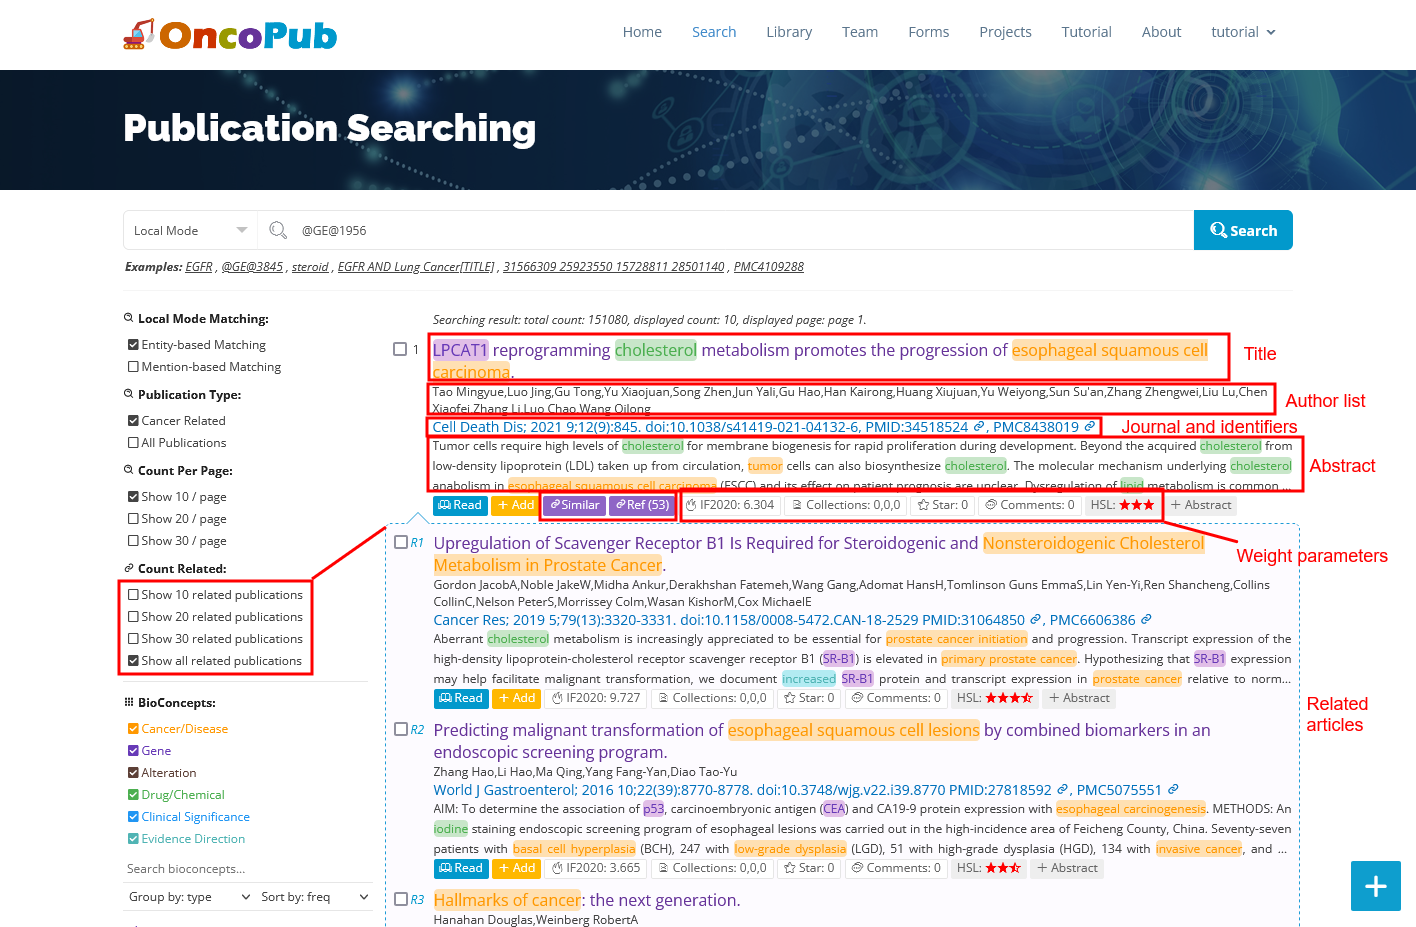 OncoPub
Home Search Library Team Forms Projects Tutorial About tutorial
Publication Searching
Local Mode @GE@1956 Search
Examples: EGFR , @GE@3845 , steroid , EGFR AND Lung Cancer[TITLE] , 31566309 25923550 15728811 28501140 , PMC4109288
Local Mode Matching:
Entity-based Matching
Mention-based Matching
Publication Type:
Cancer Related
All Publications
Count Per Page:
Show 10 / page
Show 20 / page
Show 30 / page
Count Related:
Show 10 related publications
Show 20 related publications
Show 30 related publications
Show all related publications
BioConcepts:
Cancer/Disease
Gene
Alteration
Drug/Chemical
Clinical Significance
Evidence Direction
Search bioconcepts...
Group by: type Sort by: freq
Searching result: total count: 151080, displayed count: 10, displayed page: page 1.
1 LPCAT1 reprogramming cholesterol metabolism promotes the progression of esophageal squamous cell
carcinoma.
Title
Tao Mingyue,Luo Jing,Gu Tong,Yu Xiaojuan,Song Zhen,Jun Yali,Gu Hao,Han Kairong,Huang Xiujuan,Yu Weiyong,Sun Su'an,Zhang Zhengwei,Liu Lu,Chen
Xiaofei,Zhang Li,Luo Chao,Wang Qilong
Author list
Cell Death Dis; 2021 9;12(9):845. doi:10.1038/s41419-021-04132-6, PMID:34518524 , PMC8438019
Journal and identifiers
Tumor cells require high levels of cholesterol for membrane biogenesis for rapid proliferation during development. Beyond the acquired cholesterol from
low-density lipoprotein (LDL) taken up from circulation, tumor cells can also biosynthesize cholesterol. The molecular mechanism underlying cholesterol
anabolism in esophageal squamous cell carcinoma (ESCC) and its effect on patient prognosis are unclear. Dysregulation of lipid metabolism is common ...
Abstract
Read + Add Similar Ref (53) IF2020: 6.304 Collections: 0,0,0 Star: 0 Comments: 0 HSL: ★★★ + Abstract
Weight parameters
R1 Upregulation of Scavenger Receptor B1 Is Required for Steroidogenic and Nonsteroidogenic Cholesterol
Metabolism in Prostate Cancer.
Gordon JacobA,Noble JakeW,Midha Ankur,Derakhshan Fatemeh,Wang Gang,Adomat HansH,Tomlinson Guns EmmaS,Lin Yen-Yi,Ren Shancheng,Collins
CollinC,Nelson PeterS,Morrissey Colm,Wasan KishorM,Cox MichaelE
Cancer Res; 2019 5;79(13):3320-3331. doi:10.1158/0008-5472.CAN-18-2529 PMID:31064850 , PMC6606386
Aberrant cholesterol metabolism is increasingly appreciated to be essential for prostate cancer initiation and progression. Transcript expression of the
high-density lipoprotein-cholesterol receptor scavenger receptor B1 (SR-B1) is elevated in primary prostate cancer. Hypothesizing that SR-B1 expression
may help facilitate malignant transformation, we document increased SR-B1 protein and transcript expression in prostate cancer relative to norm...
Read + Add IF2020: 9.727 Collections: 0,0,0 Star: 0 Comments: 0 HSL: + Abstract
Related
articles
R2 Predicting malignant transformation of esophageal squamous cell lesions by combined biomarkers in an
endoscopic screening program.
Zhang Hao,Li Hao,Ma Qing,Yang Fang-Yan,Diao Tao-Yu
World J Gastroenterol; 2016 10;22(39):8770-8778. doi:10.3748/wjg.v22.i39.8770 PMID:27818592 , PMC5075551
AIM: To determine the association of p53, carcinoembryonic antigen (CEA) and CA19-9 protein expression with esophageal carcinogenesis. METHODS: An
iodine staining endoscopic screening program of esophageal lesions was carried out in the high-incidence area of Feicheng County, China. Seventy-seven
patients with basal cell hyperplasia (BCH), 247 with low-grade dysplasia (LGD), 51 with high-grade dysplasia (HGD), 134 with invasive cancer, and ...
Read + Add IF2020: 3.665 Collections: 0,0,0 Star: 0 Comments: 0 HSL: + Abstract
R3 Hallmarks of cancer: the next generation.
Hanahan Douglas,Weinberg RobertA